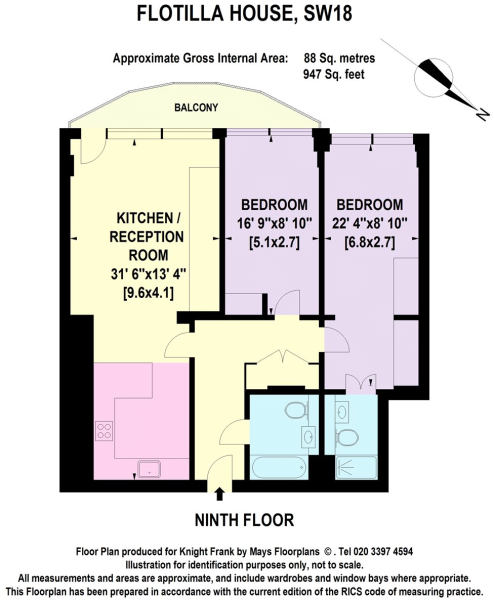 FLOTILLA HOUSE, SW18
Approximate Gross Internal Area: 88 Sq. metres
947 Sq. feet
N
BALCONY
KITCHEN /
RECEPTION
ROOM
31' 6"x13' 4"
[9.6x4.1]
BEDROOM
16' 9"x8' 10"
[5.1x2.7]
BEDROOM
22' 4"x8' 10"
[6.8x2.7]
NINTH FLOOR
Floor Plan produced for Knight Frank by Mays Floorplans © . Tel 020 3397 4594
Illustration for identification purposes only, not to scale.
All measurements and areas are approximate, and include wardrobes and window bays where appropriate.
This Floorplan has been prepared in accordance with the current edition of the RICS code of measuring practice.